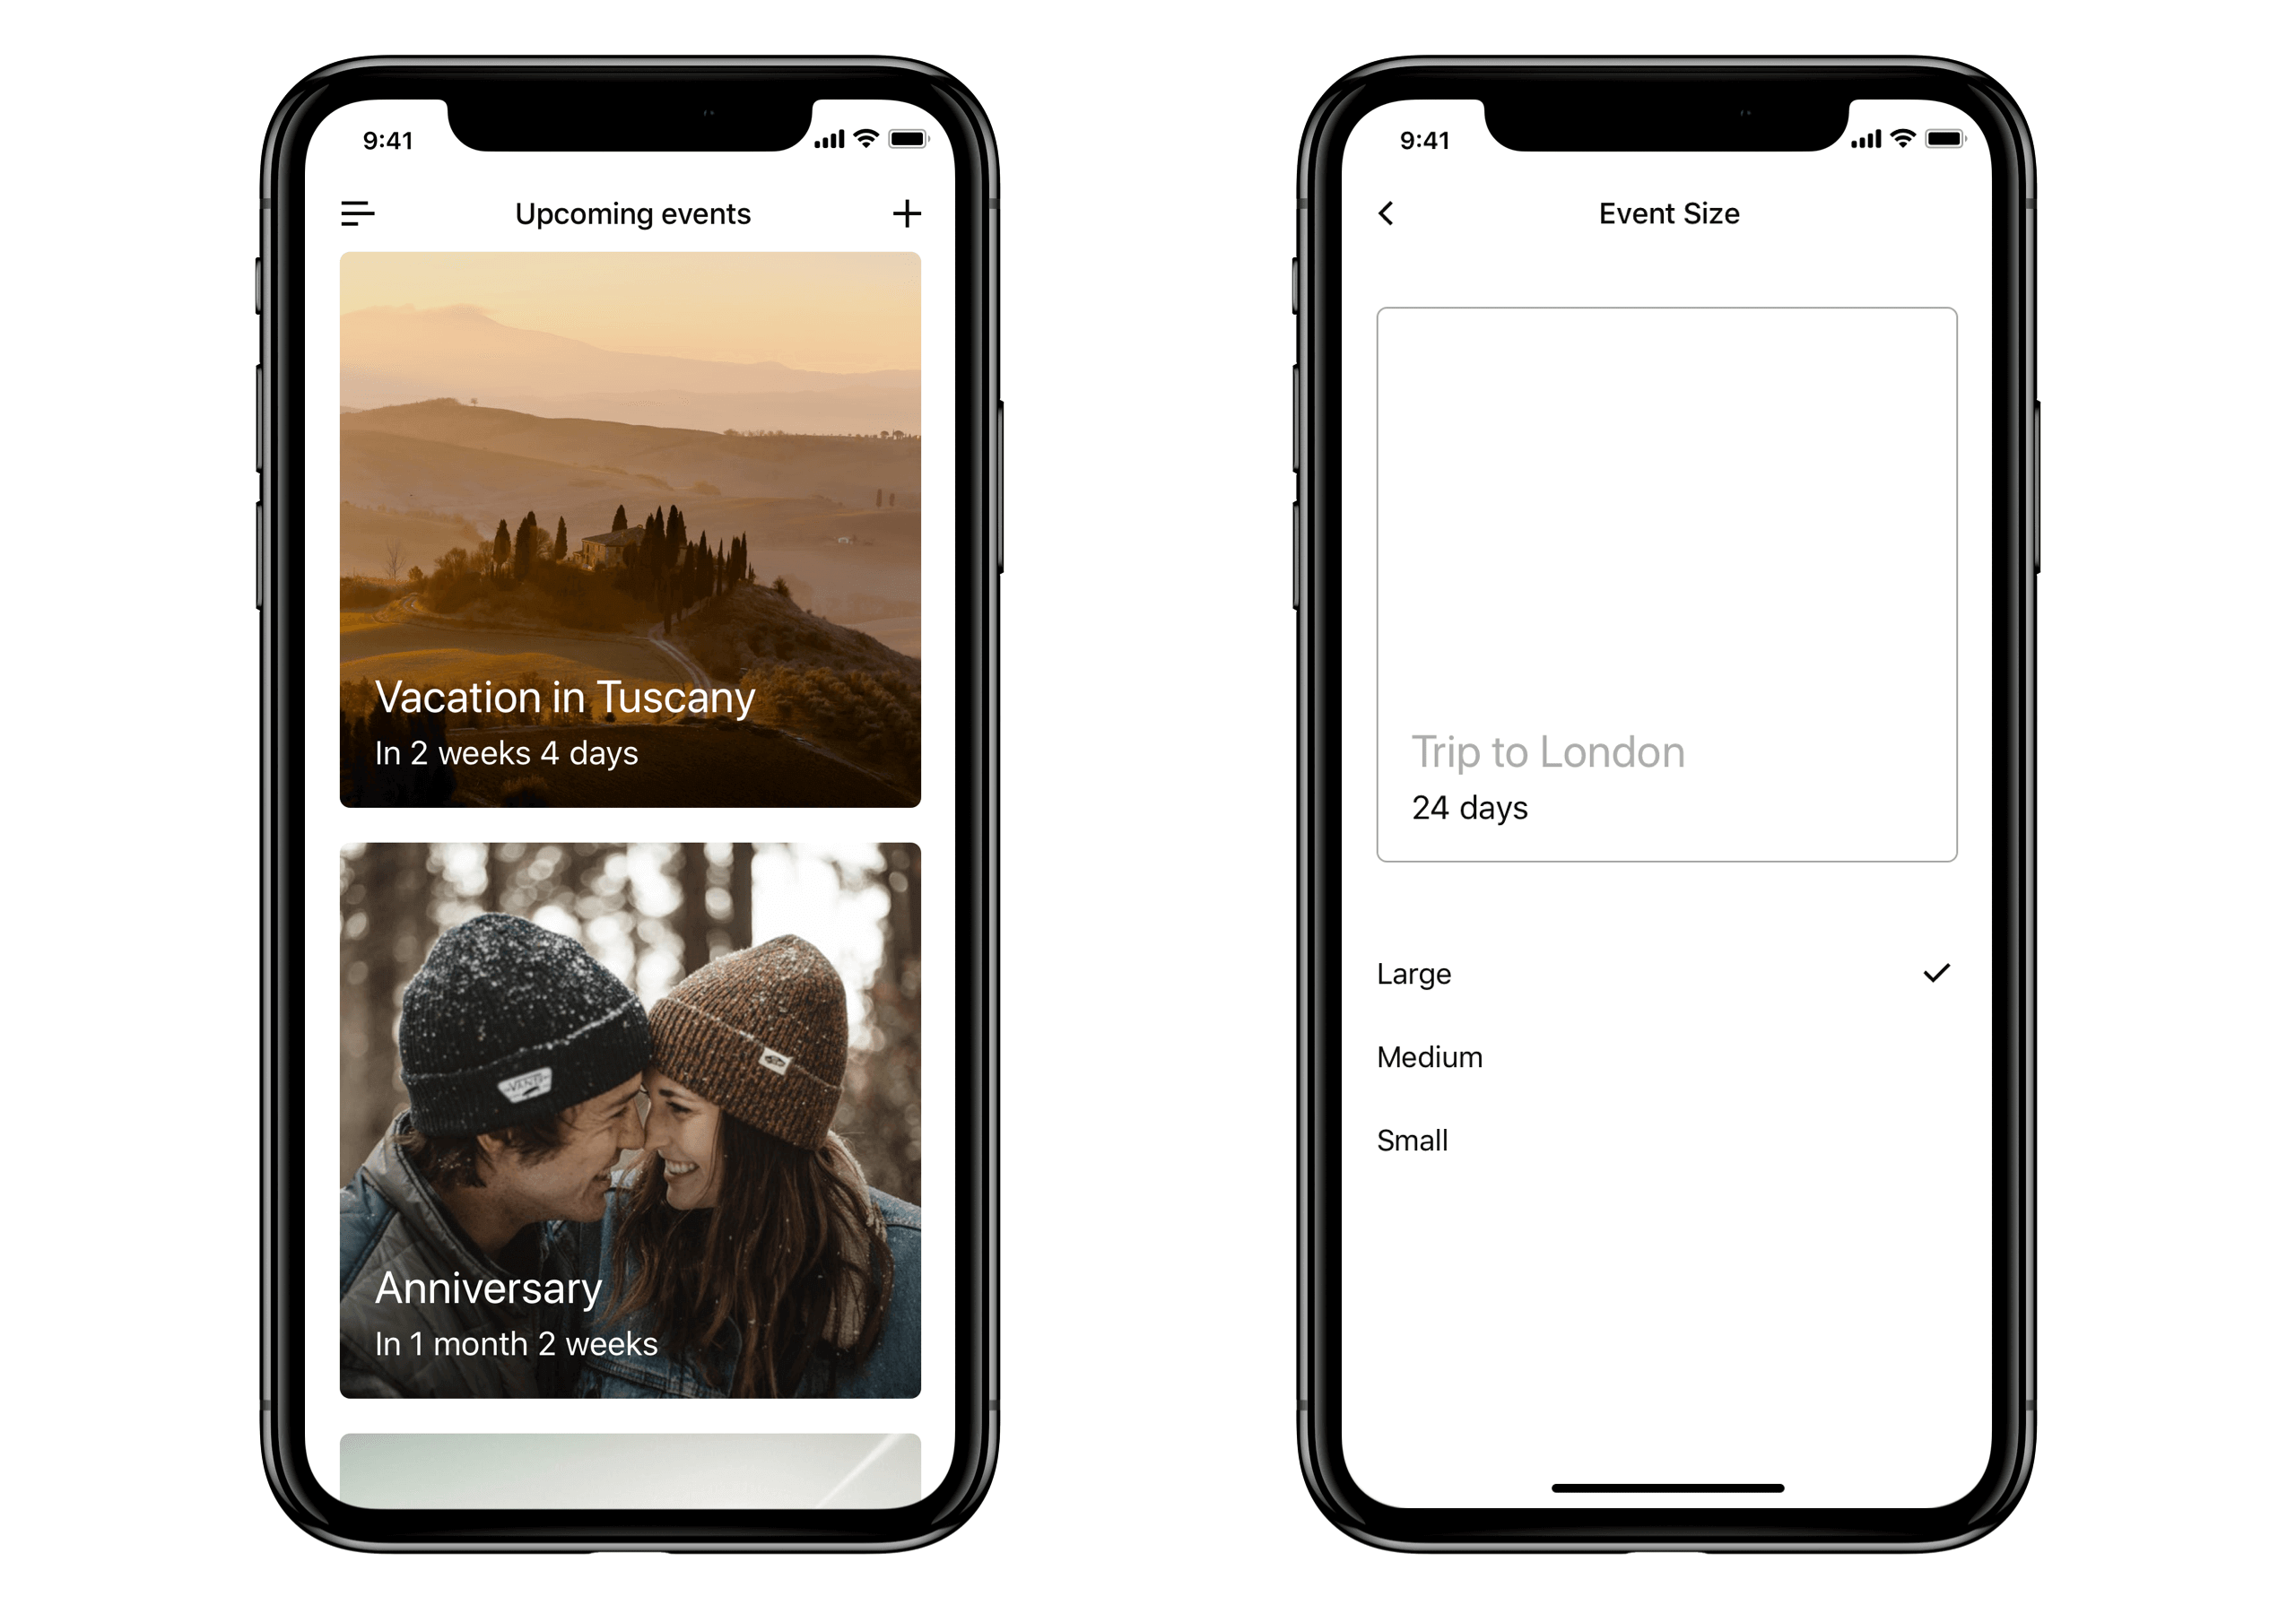 9:41
Upcoming events
Vacation in Tuscany
In 2 weeks 4 days
VANS
Anniversary
In 1 month 2 weeks
9:41
Event Size
Trip to London
24 days
Large
Medium
Small